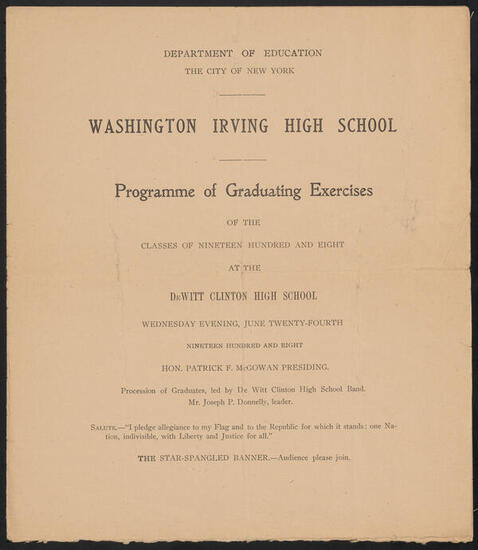 DEPARTMENT OF EDUCATION
THE CITY OF NEW YORK
WASHINGTON IRVING HIGH SCHOOL
Programme of Graduating Exercises
OF THE
CLASSES OF NINETEEN HUNDRED AND EIGHT
AT THE
DEWITT CLINTON HIGH SCHOOL
WEDNESDAY EVENING, JUNE TWENTY-FOURTH
NINETEEN HUNDRED AND EIGHT
HON. PATRICK F. McGOWAN PRESIDING.
Procession of Graduates, led by De Witt Clinton High School Band.
Mr. Joseph P. Donnelly, leader.
SALUTE.—"I pledge allegiance to my Flag and to the Republic for which it stands: one Na-
tion, indivisible, with Liberty and Justice for all."
THE STAR-SPANGLED BANNER.—Audience please join.